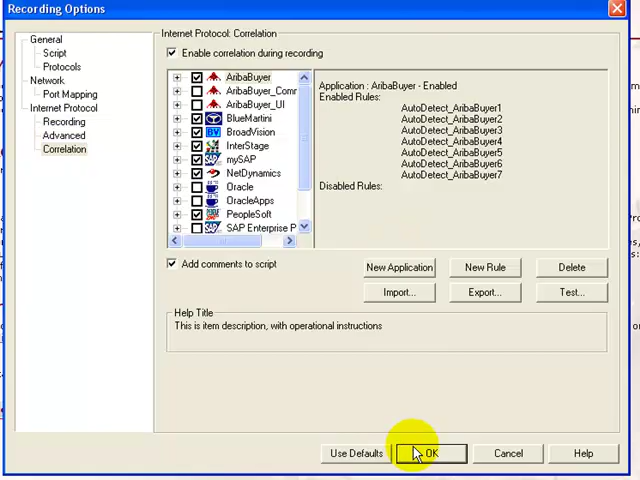 Recording Options
General
Script
Protocols
Network
Port Mapping
Internet Protocol
Recording
Advanced
Correlation
Internet Protocol: Correlation
Enable correlation during recording
AribaBuyer
AribaBuyer_Comr
AribaBuyer_UI
BlueMartini
BV BroadVision
InterStage
SAP mySAP
NetDynamics
Oracle
OracleApps
PeopleSoft
SAP SAP Enterprise P
Application : AribaBuyer - Enabled
Enabled Rules:
AutoDetect_AribaBuyer1
AutoDetect_AribaBuyer2
AutoDetect_AribaBuyer3
AutoDetect_AribaBuyer4
AutoDetect_AribaBuyer5
AutoDetect_AribaBuyer6
AutoDetect_AribaBuyer7
Disabled Rules:
Add comments to script
New Application New Rule Delete
Import... Export... Test...
Help Title
This is item description, with operational instructions
Use Defaults OK Cancel Help